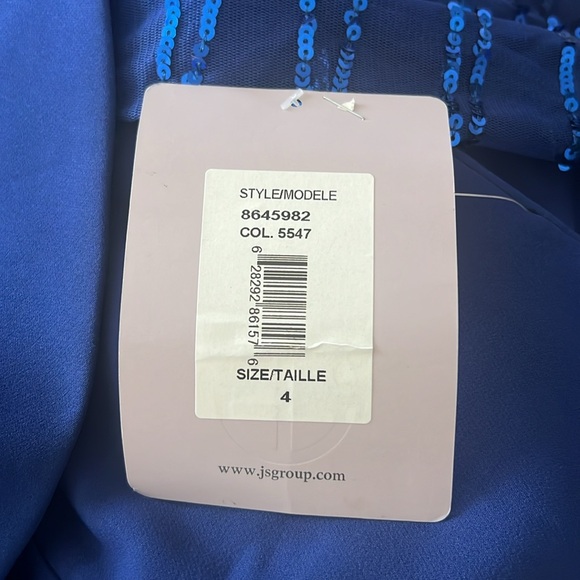 STYLE/MODELE
8645982
COL. 5547
6 28292 86157 6
SIZE/TAILLE
4
www.jsgroup.com